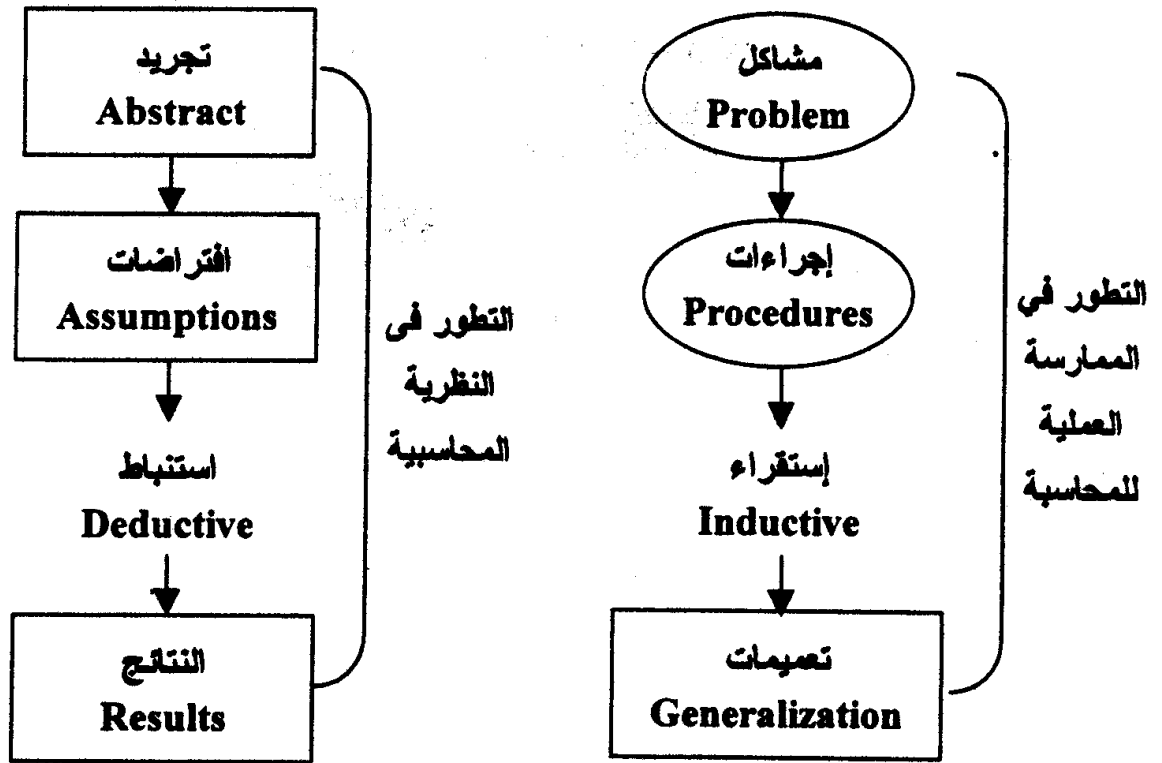 تجريد
Abstract
افتراضات
Assumptions
استنباط
Deductive
النتائج
Results
التطور فى
النظرية
المحاسبية
مشاكل
Problem
إجراءات
Procedures
إستقراء
Inductive
تعميمات
Generalization
التطور في
الممارسة
العملية
للمحاسبة